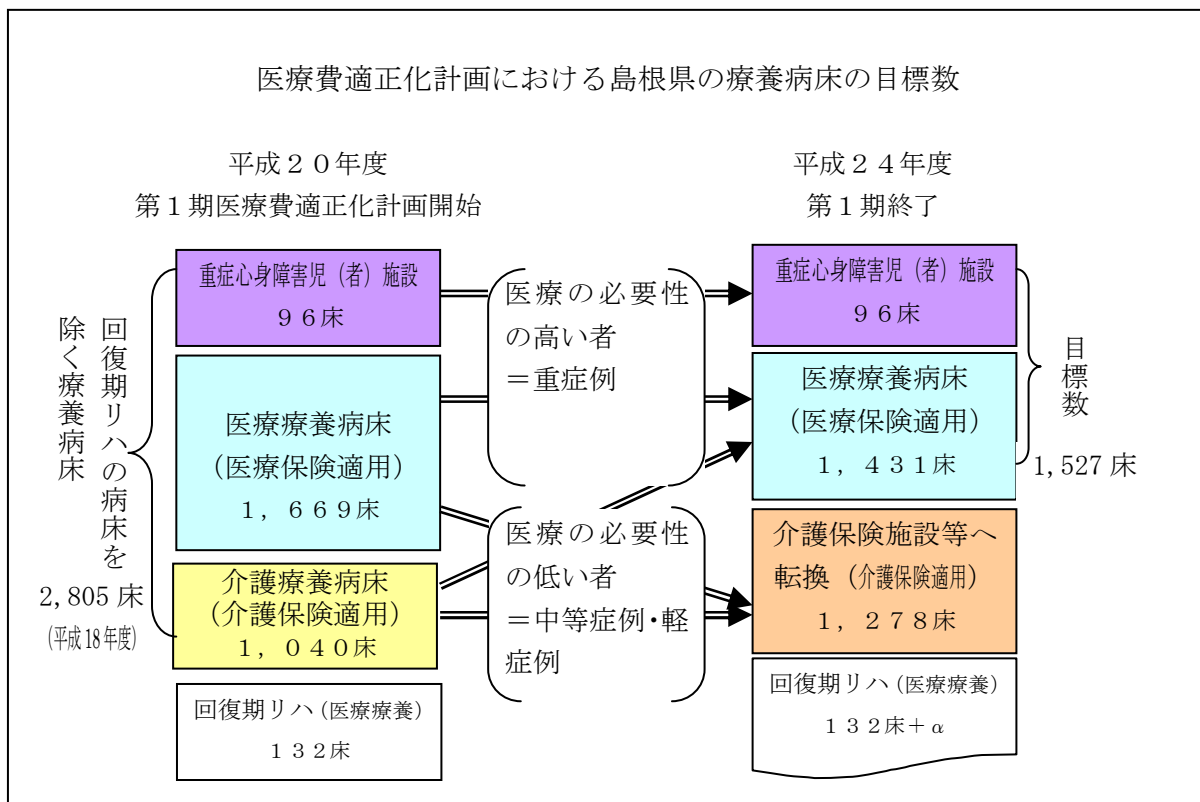 医療費適正化計画における島根県の療養病床の目標数
平成２０年度
第１期医療費適正化計画開始
平成２４年度
第１期終了
回復期リハの病床を
除く療養病床
2,805 床
(平成18年度)
重症心身障害児（者）施設
９６床
医療療養病床
(医療保険適用)
１，６６９床
介護療養病床
(介護保険適用)
１，０４０床
回復期リハ(医療療養)
１３２床
医療の必要性
の高い者
＝重症例
医療の必要性
の低い者
＝中等症例・軽
症例
重症心身障害児（者）施設
９６床
医療療養病床
(医療保険適用)
１，４３１床
介護保険施設等へ
転換（介護保険適用）
１，２７８床
回復期リハ(医療療養)
１３２床＋α
目標数
1,527 床